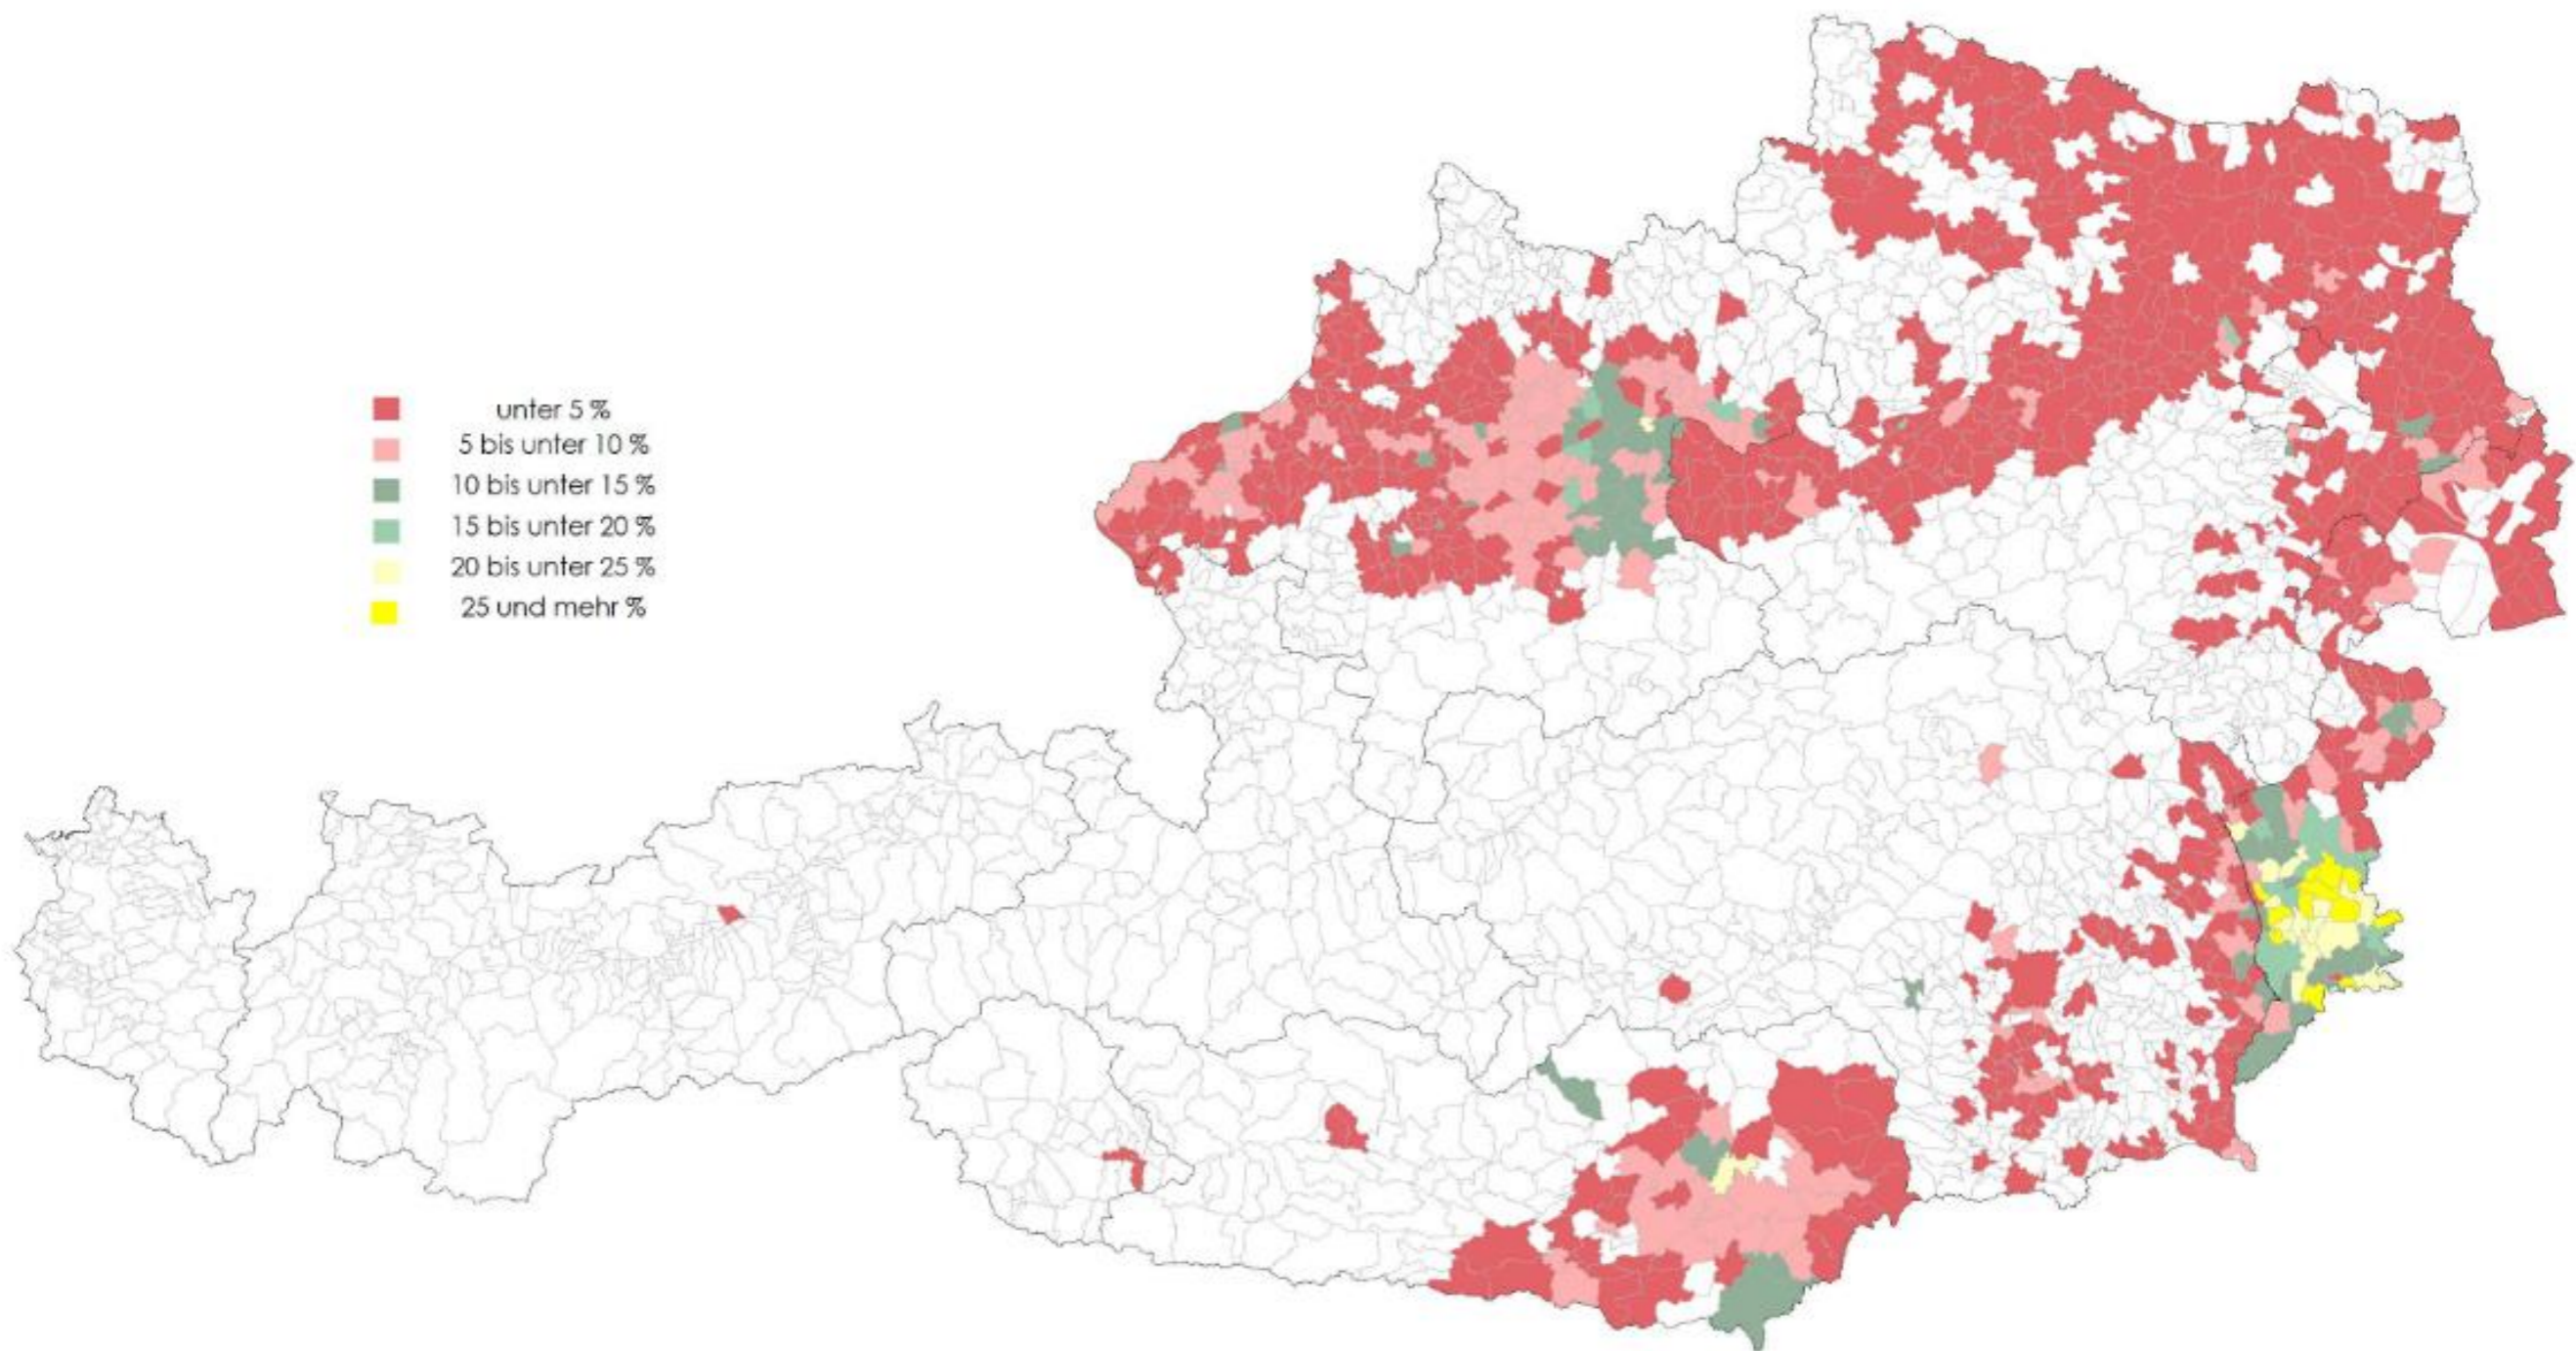 unter 5 %
5 bis unter 10 %
10 bis unter 15 %
15 bis unter 20 %
20 bis unter 25 %
25 und mehr %